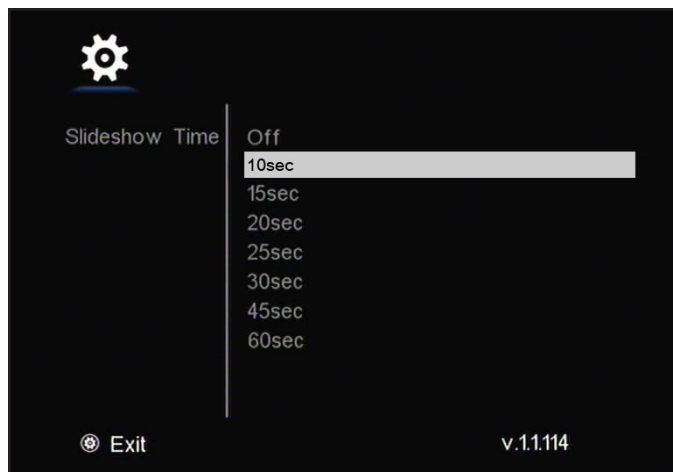 Slideshow Time
Off
10sec
15sec
20sec
25sec
30sec
45sec
60sec
Exit
v.1.1.114